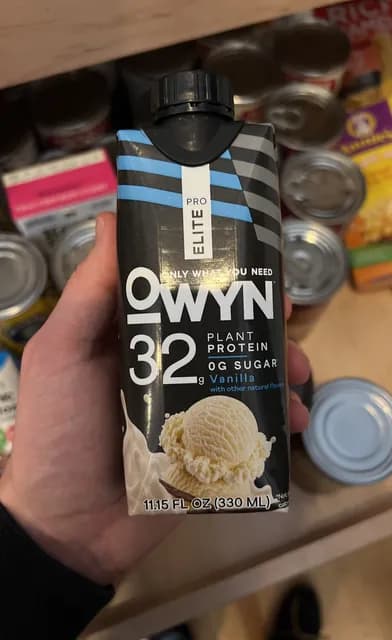 ELITE PRO
ONLY WHAT YOU NEED
OWYN
32g
PLANT
PROTEIN
0G SUGAR
Vanilla
with other natural flavors
11.15 FL OZ (330 ML)